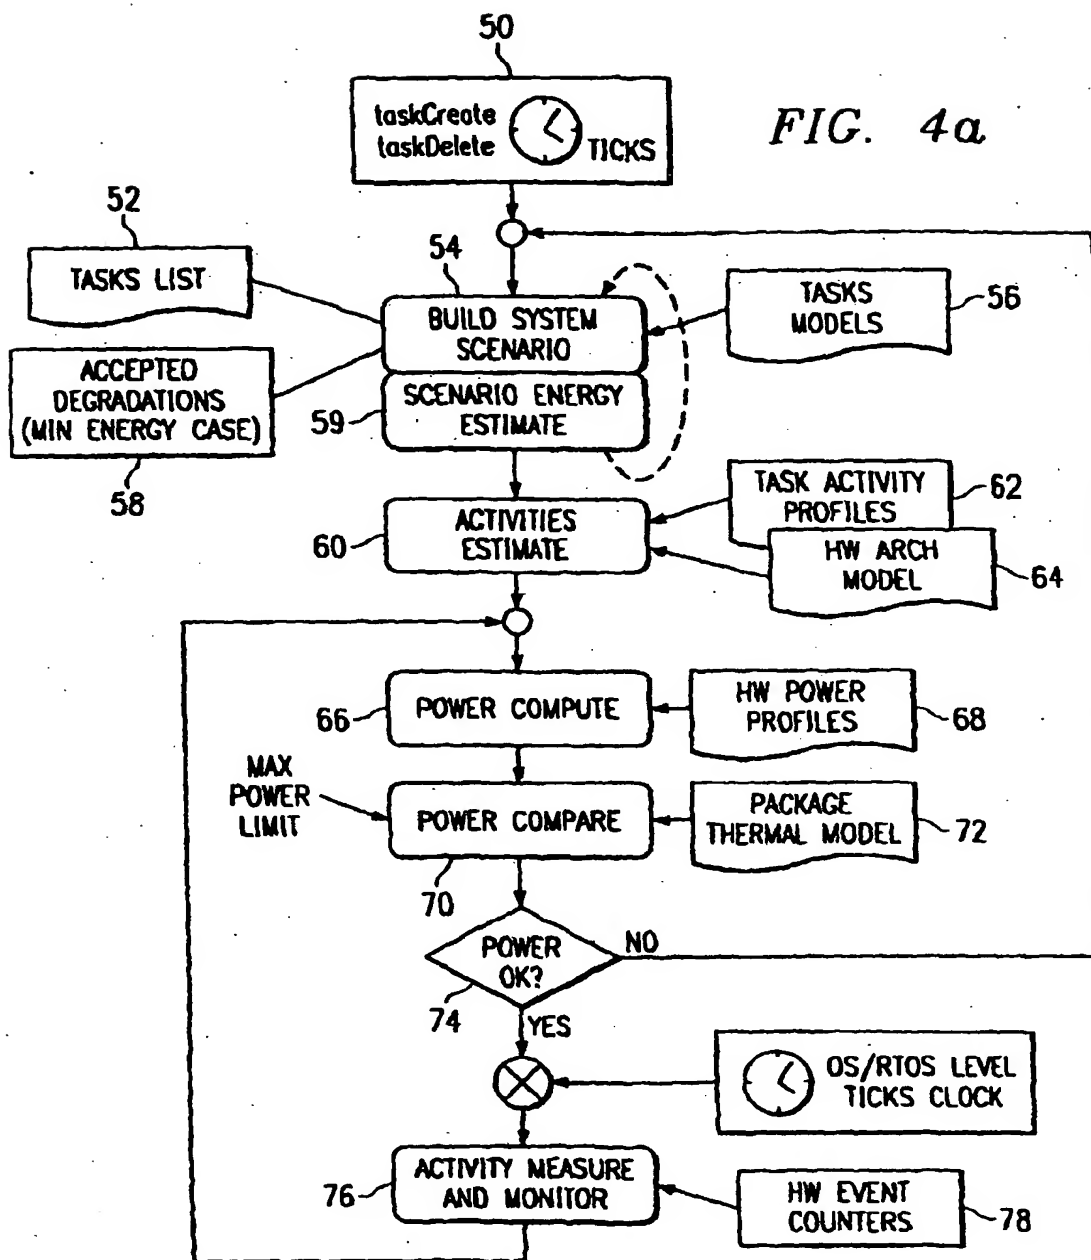 50
taskCreate
taskDelete
TICKS
FIG. 4a
52
TASKS LIST
54
BUILD SYSTEM
SCENARIO
TASKS
MODELS
56
ACCEPTED
DEGRADATIONS
(MIN ENERGY CASE)
58
59
SCENARIO ENERGY
ESTIMATE
60
ACTIVITIES
ESTIMATE
TASK ACTIVITY
PROFILES
62
HW ARCH
MODEL
64
66
POWER COMPUTE
HW POWER
PROFILES
68
MAX
POWER
LIMIT
POWER COMPARE
70
PACKAGE
THERMAL MODEL
72
POWER
OK?
NO
74
YES
OS/RTOS LEVEL
TICKS CLOCK
76
ACTIVITY MEASURE
AND MONITOR
HW EVENT
COUNTERS
78